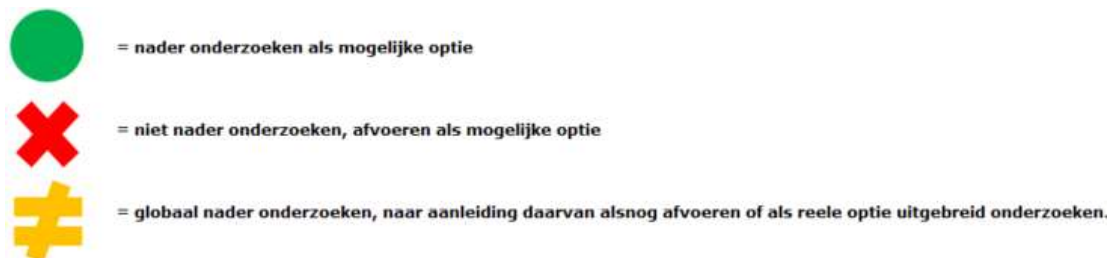 = nader onderzoeken als mogelijke optie
= niet nader onderzoeken, afvoeren als mogelijke optie
= globaal nader onderzoeken, naar aanleiding daarvan alsnog afvoeren of als reele optie uitgebreid onderzoeken.